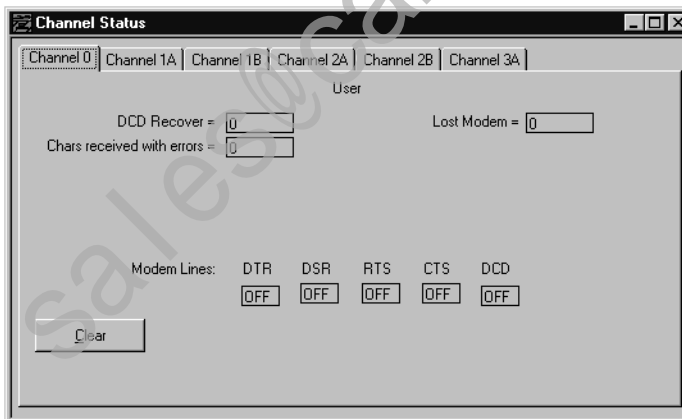 Channel Status
Channel 0 Channel 1A Channel 1B Channel 2A Channel 2B Channel 3A
User
DCD Recover = 0 Lost Modem = 0
Chars received with errors = 0
Modem Lines: DTR DSR RTS CTS DCD
OFF OFF OFF OFF OFF
Clear
sales@ca